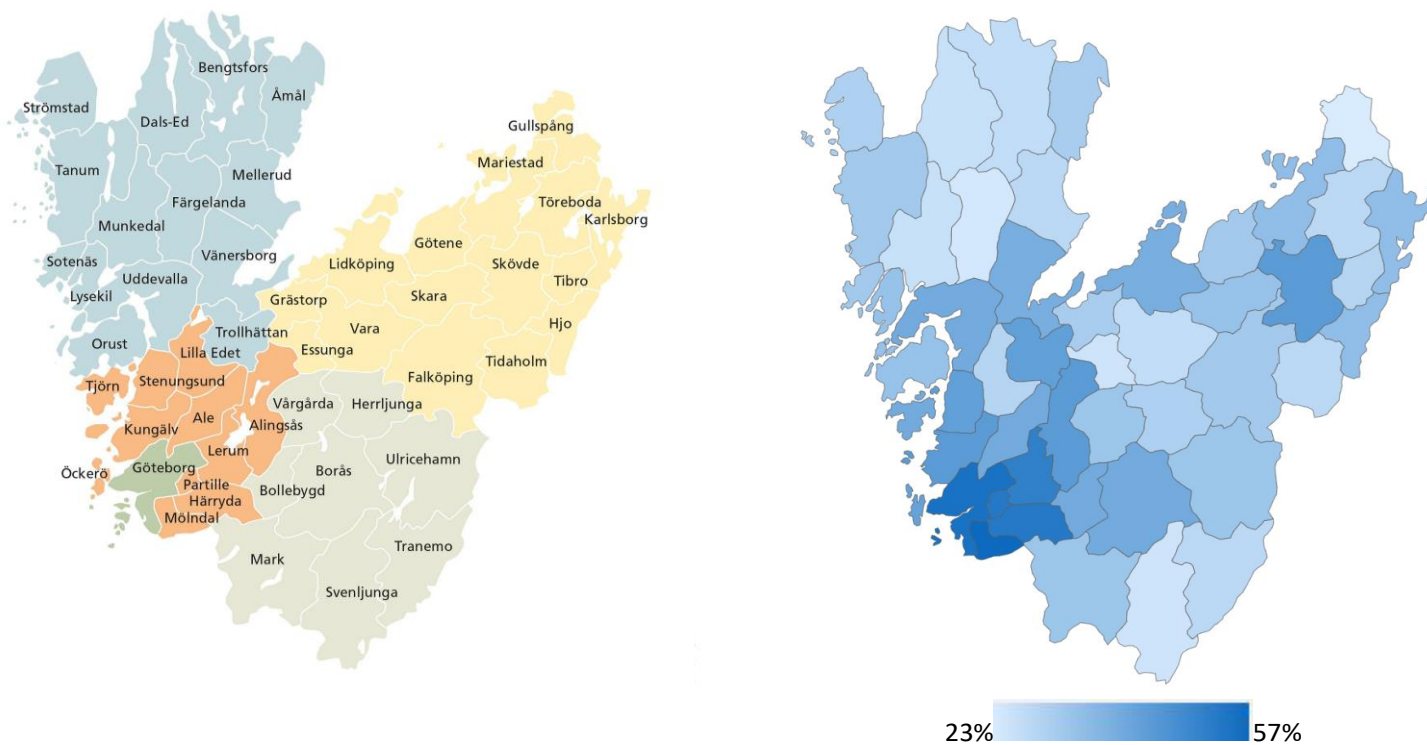 Bengtsfors
Åmål
Strömstad
Dals-Ed
Gullspång
Mariestad
Tanum
Mellerud
Färgelanda
Töreboda
Karlsborg
Munkedal
Götene
Vänersborg
Sotenäs
Lidköping
Skövde
Uddevalla
Tibro
Lysekil
Grästorp
Skara
Vara
Hjo
Trollhättan
Orust
Lilla Edet
Essunga
Tidaholm
Falköping
Stenungsund
Tjörn
Vårgårda
Herrljunga
Ale
Alingsås
Kungälv
Lerum
Ulricehamn
Göteborg
Borås
Öckerö
Partille
Bollebygd
Härryda
Mölndal
Tranemo
Mark
Svenljunga
23%
57%